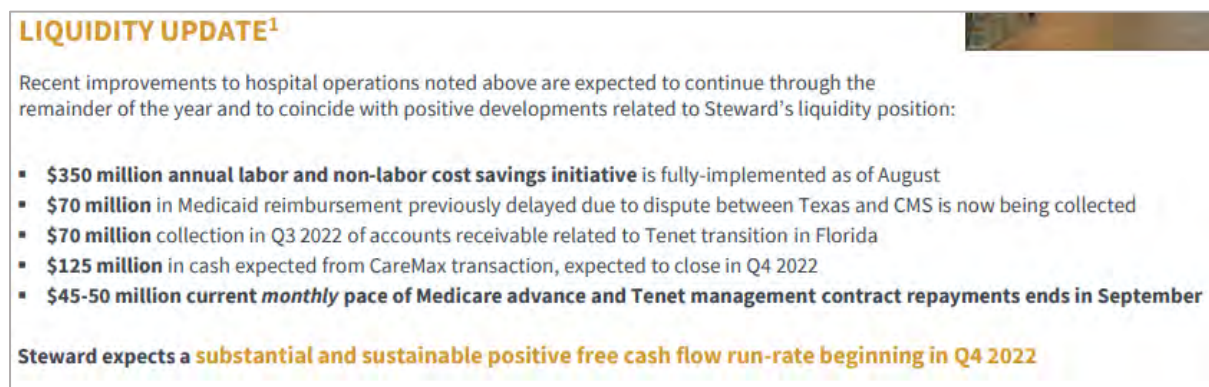 LIQUIDITY UPDATE¹
Recent improvements to hospital operations noted above are expected to continue through the
remainder of the year and to coincide with positive developments related to Steward's liquidity position:
▪ $350 million annual labor and non-labor cost savings initiative is fully-implemented as of August
▪ $70 million in Medicaid reimbursement previously delayed due to dispute between Texas and CMS is now being collected
▪ $70 million collection in Q3 2022 of accounts receivable related to Tenet transition in Florida
▪ $125 million in cash expected from CareMax transaction, expected to close in Q4 2022
▪ $45-50 million current monthly pace of Medicare advance and Tenet management contract repayments ends in September
Steward expects a substantial and sustainable positive free cash flow run-rate beginning in Q4 2022